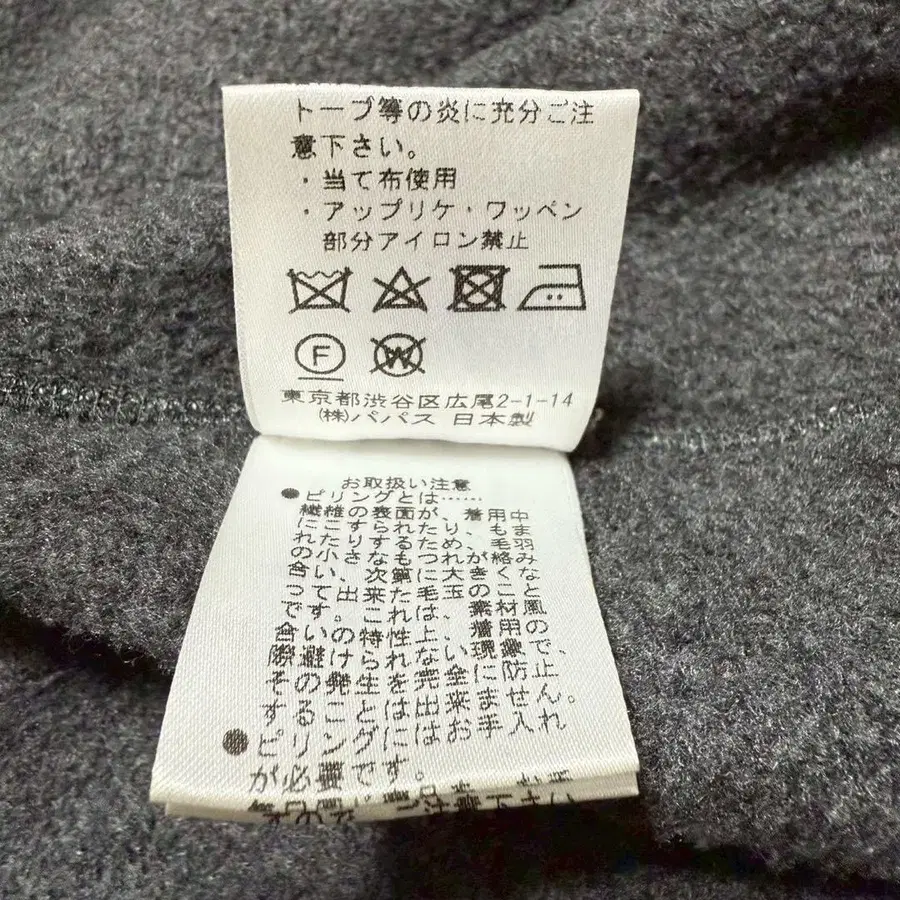 トーブ等の炎に充分ご注
意下さい。
・当て布使用
・アップリケ・ワッペン
部分アイロン禁止
F
W
東京都渋谷区広尾2-1-14
㈱パパス 日本製
お取扱い注意
●ピリングとは……
繊維の表面が、着用中
にこすられたり、もま
れたりするため、毛羽
の小さなもつれが絡み
合い、次第に大きくな
って出来た毛玉のこと
です。これは、素材風
合いの特性上、着用の
際避けられない現象で、
その発生を完全に防止
することは出来ません。
●ピリングにはお手入れ
が必要です。